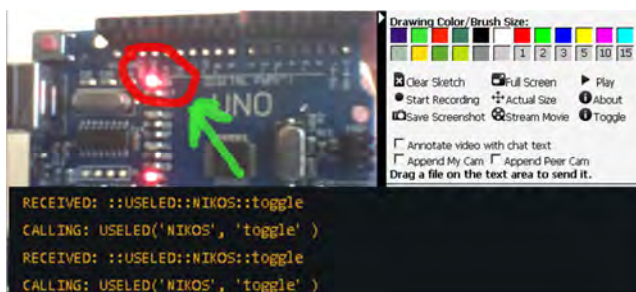 UNO
Drawing Color/Brush Size:
1 2 3 5 10 15
Clear Sketch Full Screen Play
Start Recording Actual Size About
Save Screenshot Stream Movie Toggle
Annotate video with chat text
Append My Cam Append Peer Cam
Drag a file on the text area to send it.
RECEIVED: ::USELED::NIKOS::toggle
CALLING: USELED('NIKOS', 'toggle' )
RECEIVED: ::USELED::NIKOS::toggle
CALLING: USELED('NIKOS', 'toggle' )